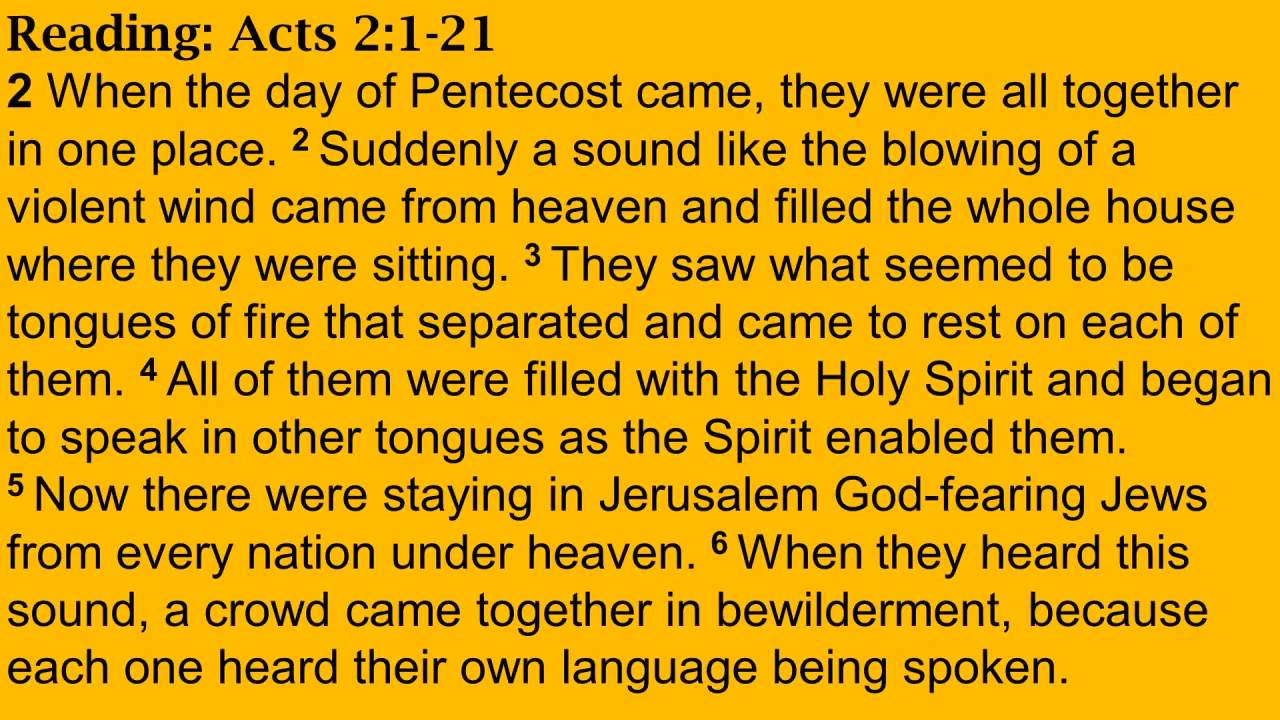 Reading: Acts 2:1-21
2 When the day of Pentecost came, they were all together
in one place. 2 Suddenly a sound like the blowing of a
violent wind came from heaven and filled the whole house
where they were sitting. 3 They saw what seemed to be
tongues of fire that separated and came to rest on each of
them. 4 All of them were filled with the Holy Spirit and began
to speak in other tongues as the Spirit enabled them.
5 Now there were staying in Jerusalem God-fearing Jews
from every nation under heaven. 6 When they heard this
sound, a crowd came together in bewilderment, because
each one heard their own language being spoken.